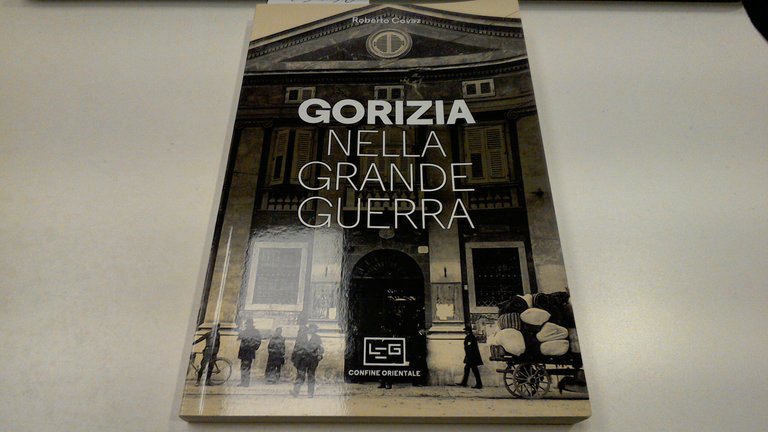 Roberto Covaz
GORIZIA
NELLA
GRANDE
GUERRA
LEG
CONFINE ORIENTALE